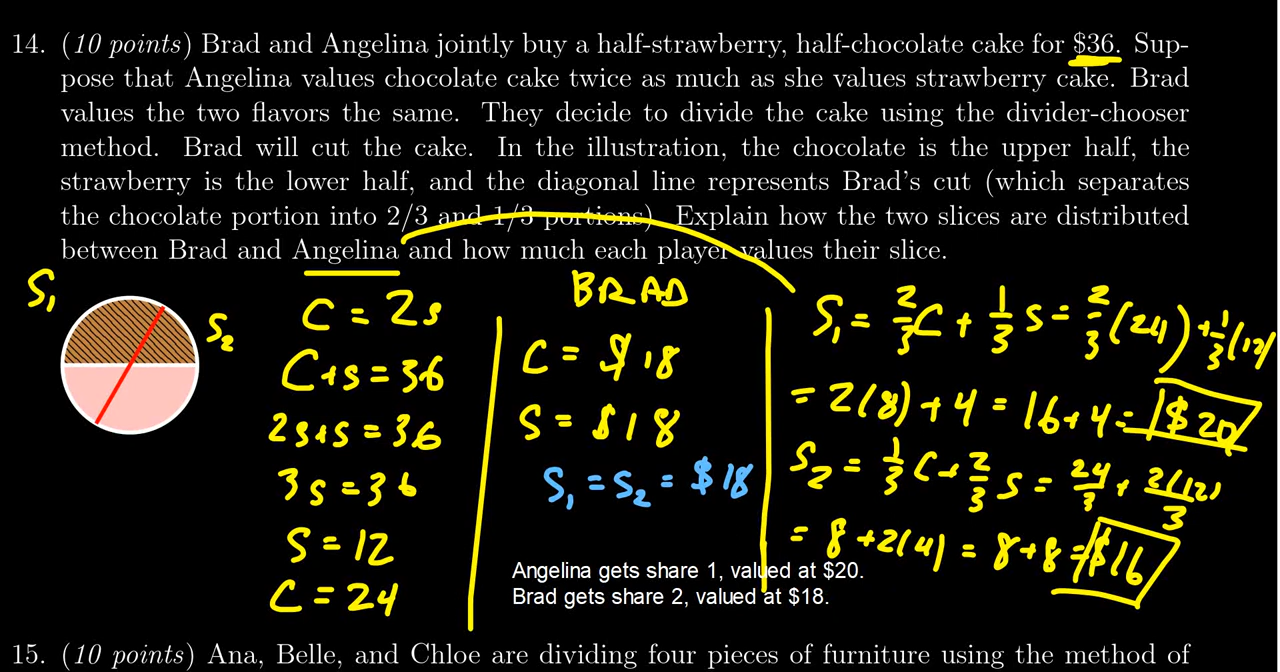 14. (10 points) Brad and Angelina jointly buy a half-strawberry, half-chocolate cake for $36. Sup-
pose that Angelina values chocolate cake twice as much as she values strawberry cake. Brad
values the two flavors the same. They decide to divide the cake using the divider-chooser
method. Brad will cut the cake. In the illustration, the chocolate is the upper half, the
strawberry is the lower half, and the diagonal line represents Brad's cut (which separates
the chocolate portion into 2/3 and 1/3 portions). Explain how the two slices are distributed
between Brad and Angelina and how much each player values their slice.
S₁
S₂
C = 2s
C+s = 36
2s+s = 36
3s = 36
S = 12
C = 24
BRAD
C = $18
S = $18
S₁ = S₂ = $18
S₁ = 2/3 C + 1/3 S = 2/3 (24) + 1/3 (12)
= 2(8) + 4 = 16+4 = $20
S₂ = 1/3 C + 2/3 S = 24/3 + 2(12)/3
= 8 + 2(4) = 8+8 = $16
Angelina gets share 1, valued at $20.
Brad gets share 2, valued at $18.
15. (10 points) Ana, Belle, and Chloe are dividing four pieces of furniture using the method of